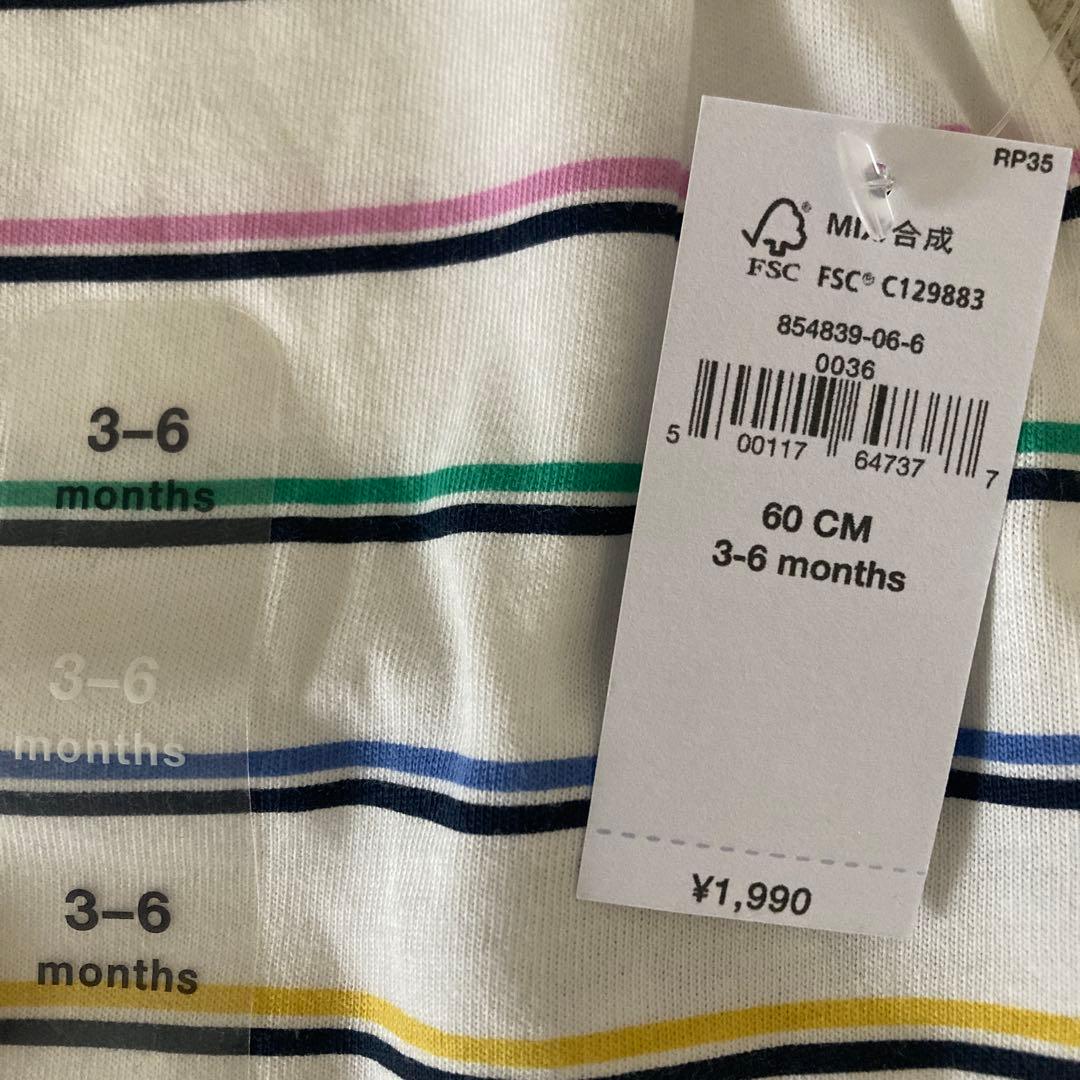 RP35
MIX 合成
FSC
FSC® C129883
854839-06-6
0036
5 00117 64737 7
60 CM
3-6 months
¥1,990
3–6
months
3–6
months
3–6
months